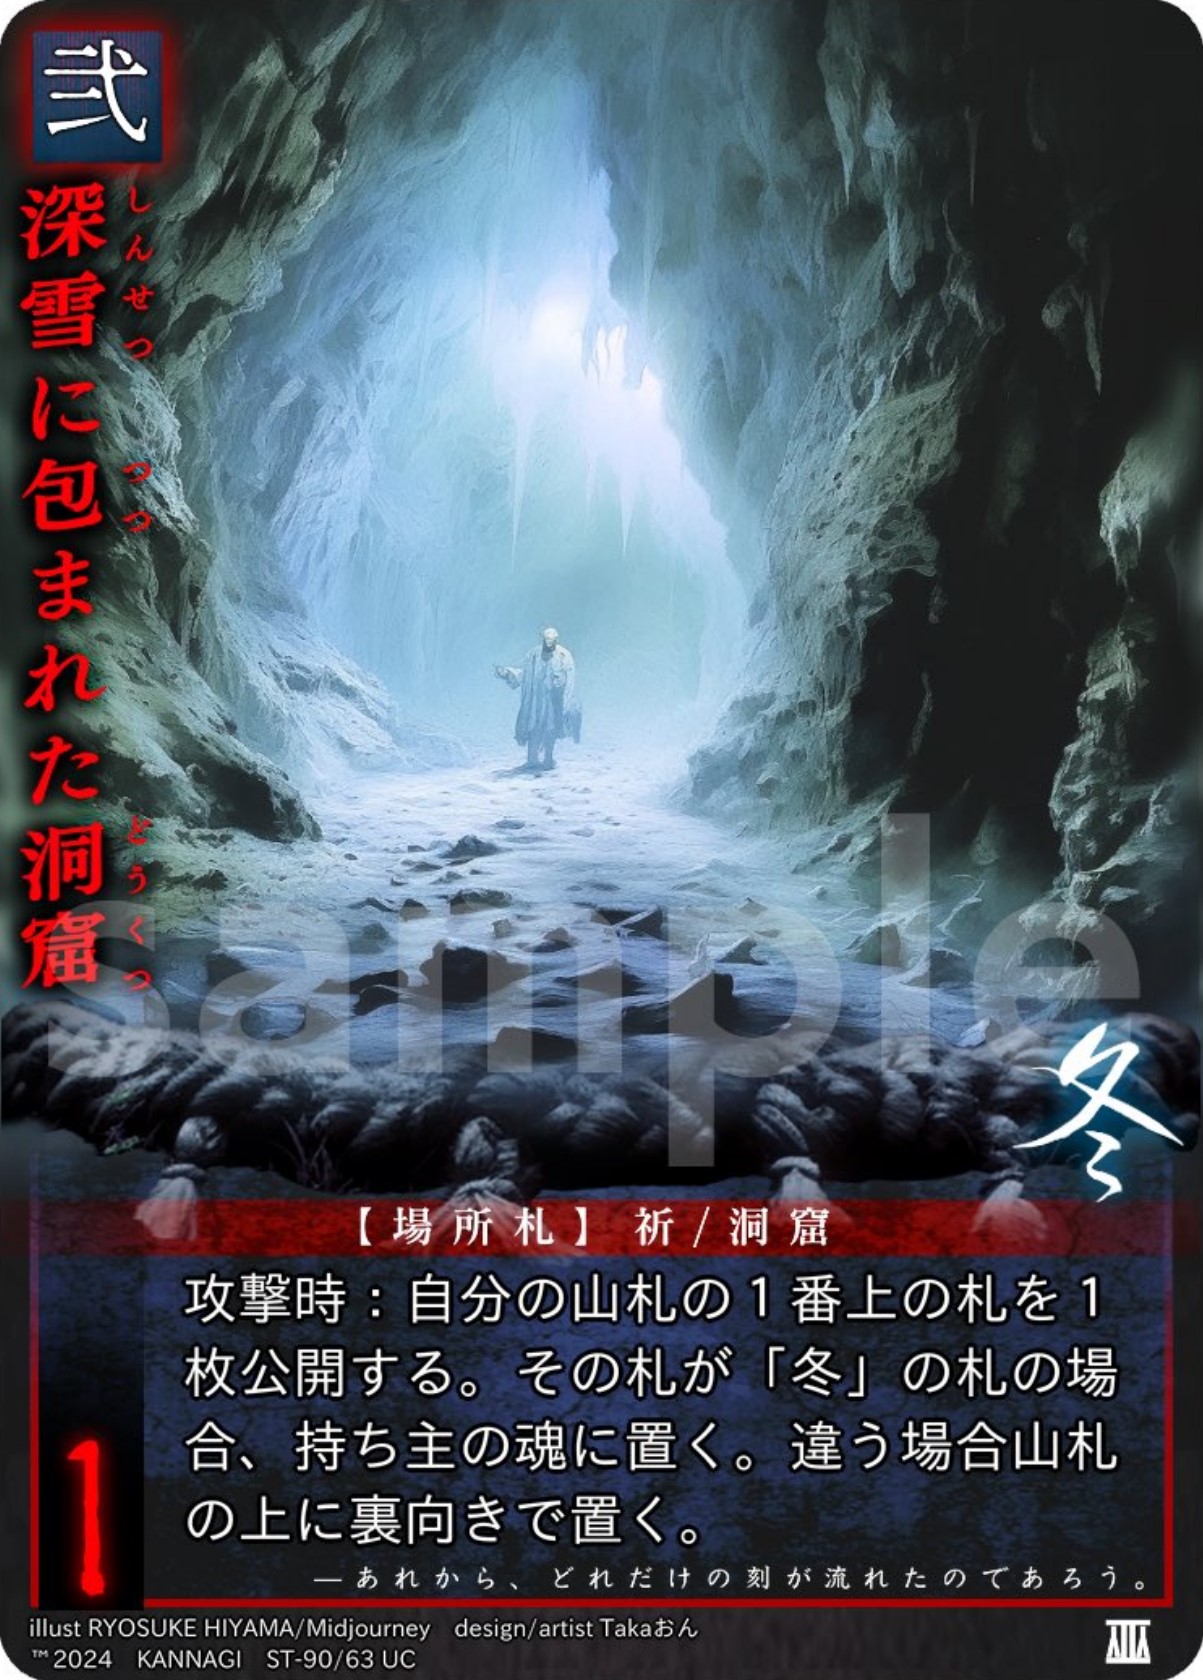 弐
深雪に包まれた洞窟
しんせつ
つつ
どうくつ
sample
冬
【場所札】 祈/洞窟
攻撃時：自分の山札の１番上の札を１
枚公開する。その札が「冬」の札の場
合、持ち主の魂に置く。違う場合山札
の上に裏向きで置く。
―あれから、どれだけの刻が流れたのであろう。
1
illust RYOSUKE HIYAMA/Midjourney design/artist Takaおん
™2024 KANNAGI ST-90/63 UC